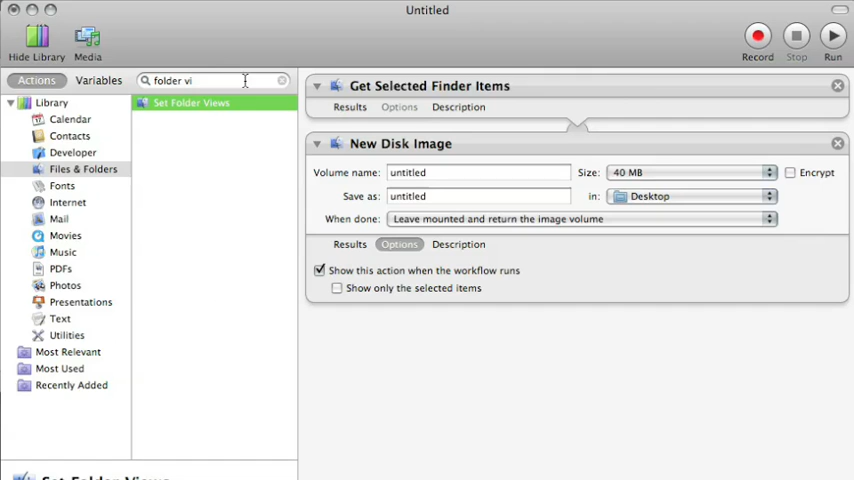 Untitled
Hide Library
Media
Record
Stop
Run
Actions
Variables
folder vi
Library
Calendar
Contacts
Developer
Files & Folders
Fonts
Internet
Mail
Movies
Music
PDFs
Photos
Presentations
Text
Utilities
Most Relevant
Most Used
Recently Added
Set Folder Views
Get Selected Finder Items
Results Options Description
New Disk Image
Volume name: untitled Size: 40 MB Encrypt
Save as: untitled in: Desktop
When done: Leave mounted and return the image volume
Results Options Description
Show this action when the workflow runs
Show only the selected items
Set Folder Views